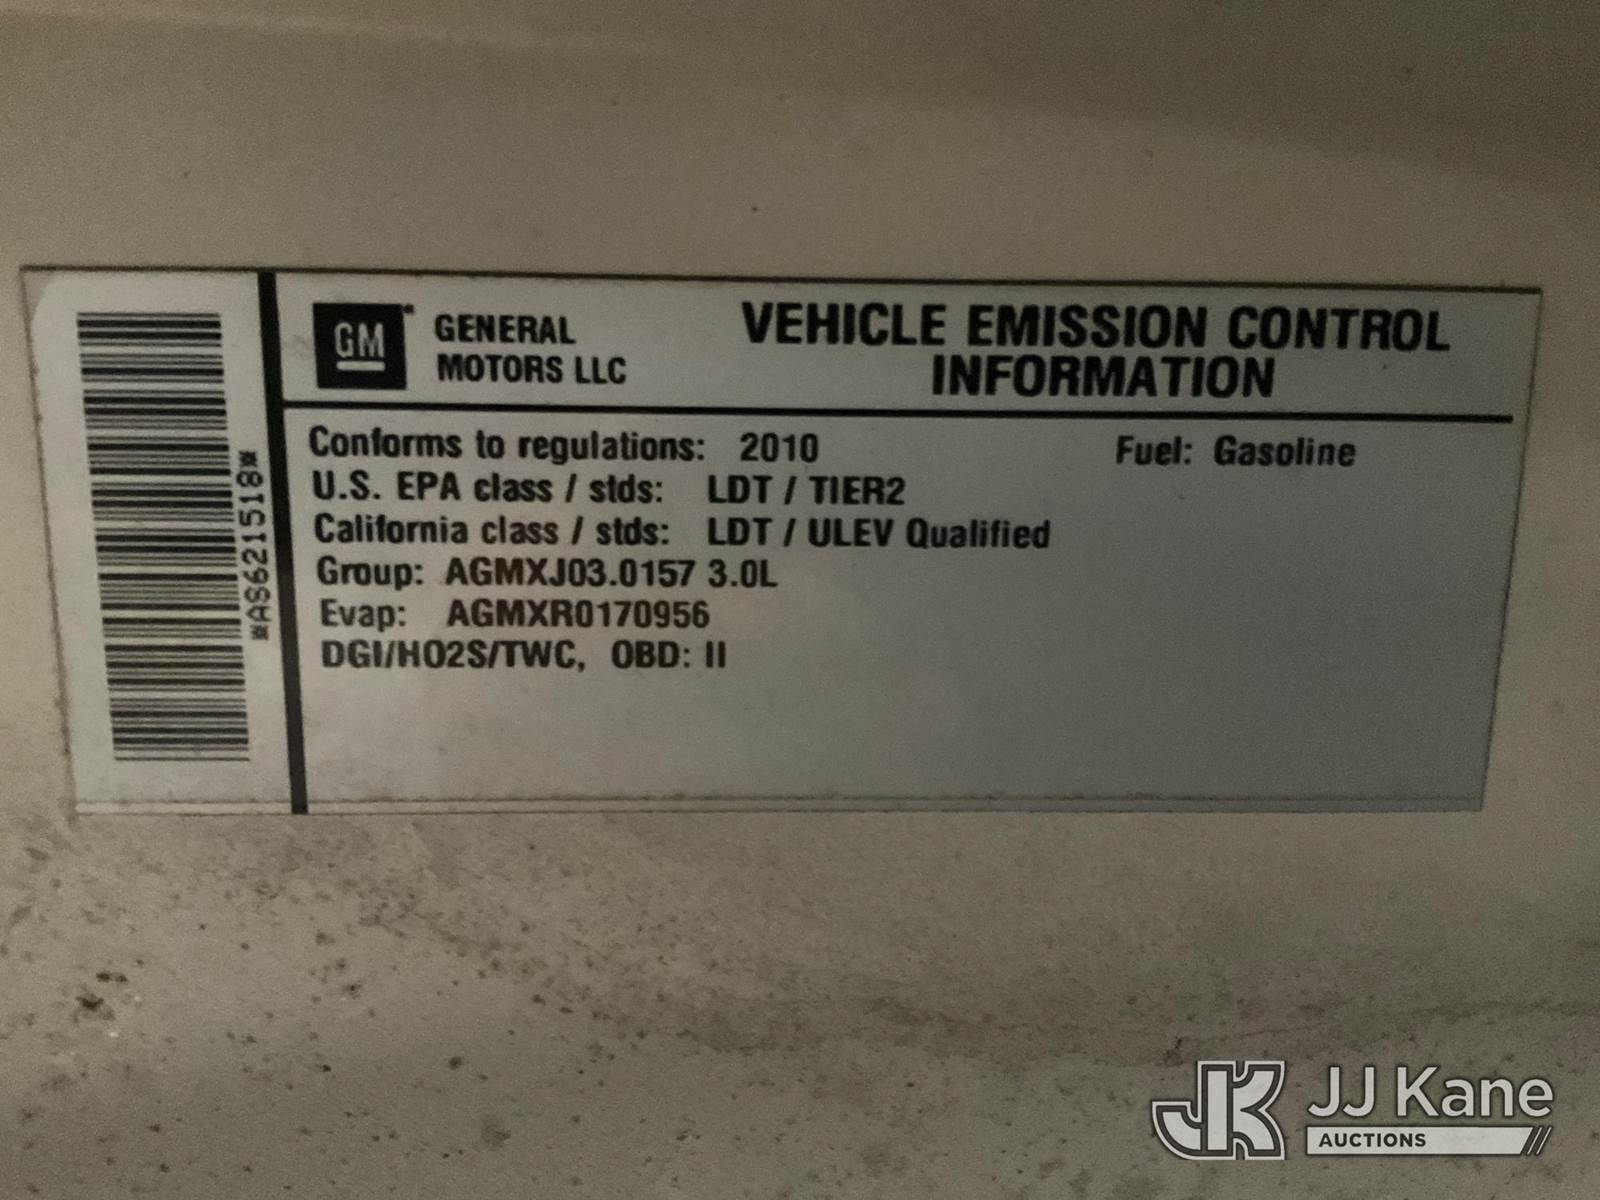 GM
GENERAL
MOTORS LLC
VEHICLE EMISSION CONTROL
INFORMATION
Conforms to regulations: 2010 Fuel: Gasoline
U.S. EPA class / stds: LDT / TIER2
California class / stds: LDT / ULEV Qualified
Group: AGMXJ03.0157 3.0L
Evap: AGMXR0170956
DGI/HO2S/TWC, OBD: II
*AS621518*
JK JJ Kane
AUCTIONS